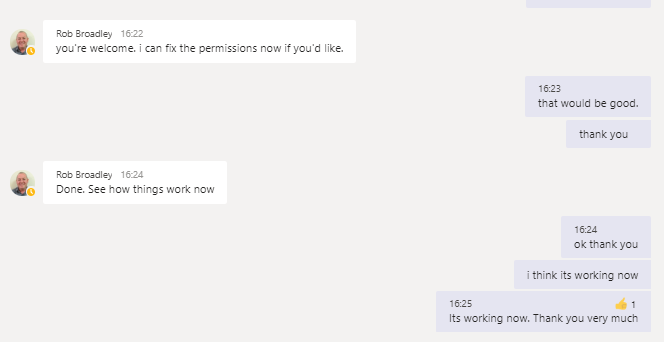 Rob Broadley 16:22
you're welcome. i can fix the permissions now if you'd like.
16:23
that would be good.
thank you
Rob Broadley 16:24
Done. See how things work now
16:24
ok thank you
i think its working now
16:25 1
Its working now. Thank you very much